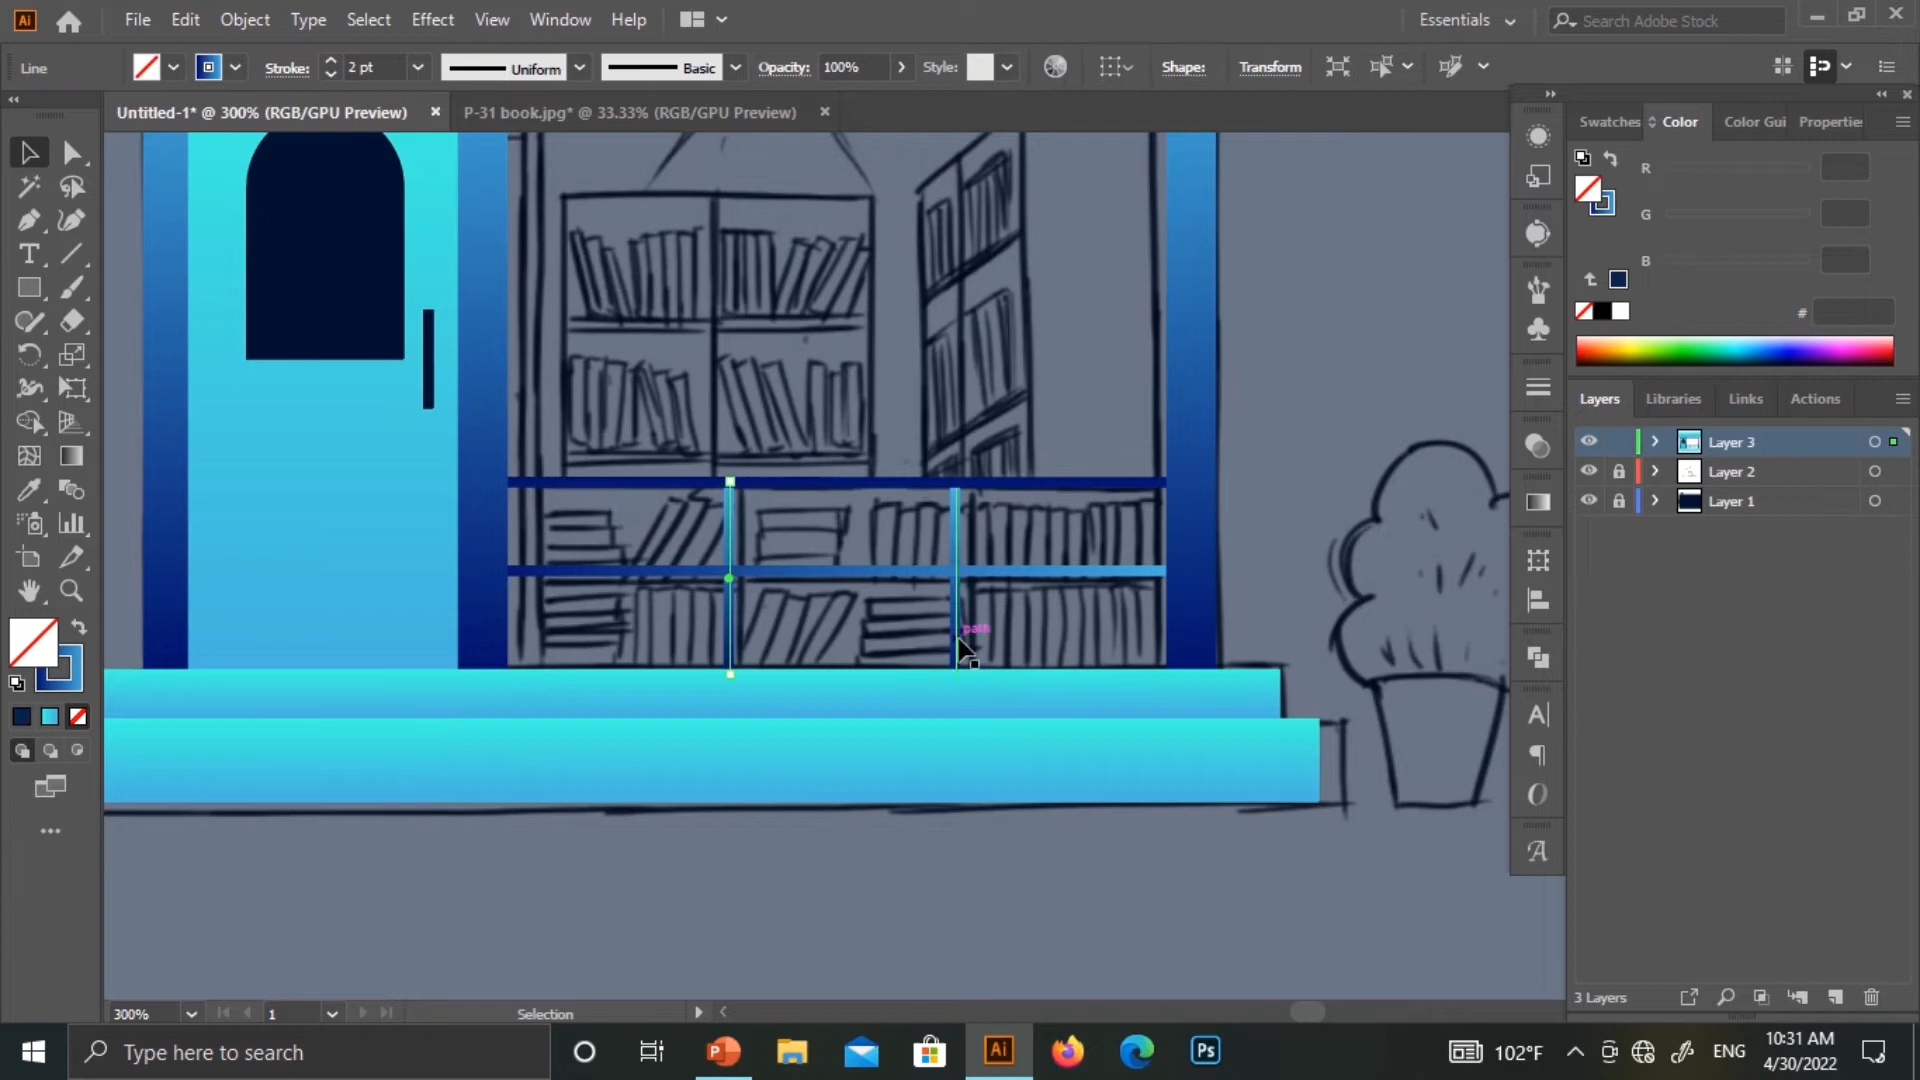 Ai File Edit Object Type Select Effect View Window Help Essentials Search Adobe Stock
Line Stroke: 2 pt Uniform Basic Opacity: 100% Style: Shape: Transform
Untitled-1* @ 300% (RGB/GPU Preview) P-31 book.jpg* @ 33.33% (RGB/GPU Preview)
Swatches Color Color Gui Propertie
R
G
B
#
Layers Libraries Links Actions
Layer 3
Layer 2
Layer 1
path
3 Layers
300% 1 Selection
Type here to search Ai Ps 102°F ENG 10:31 AM
4/30/2022